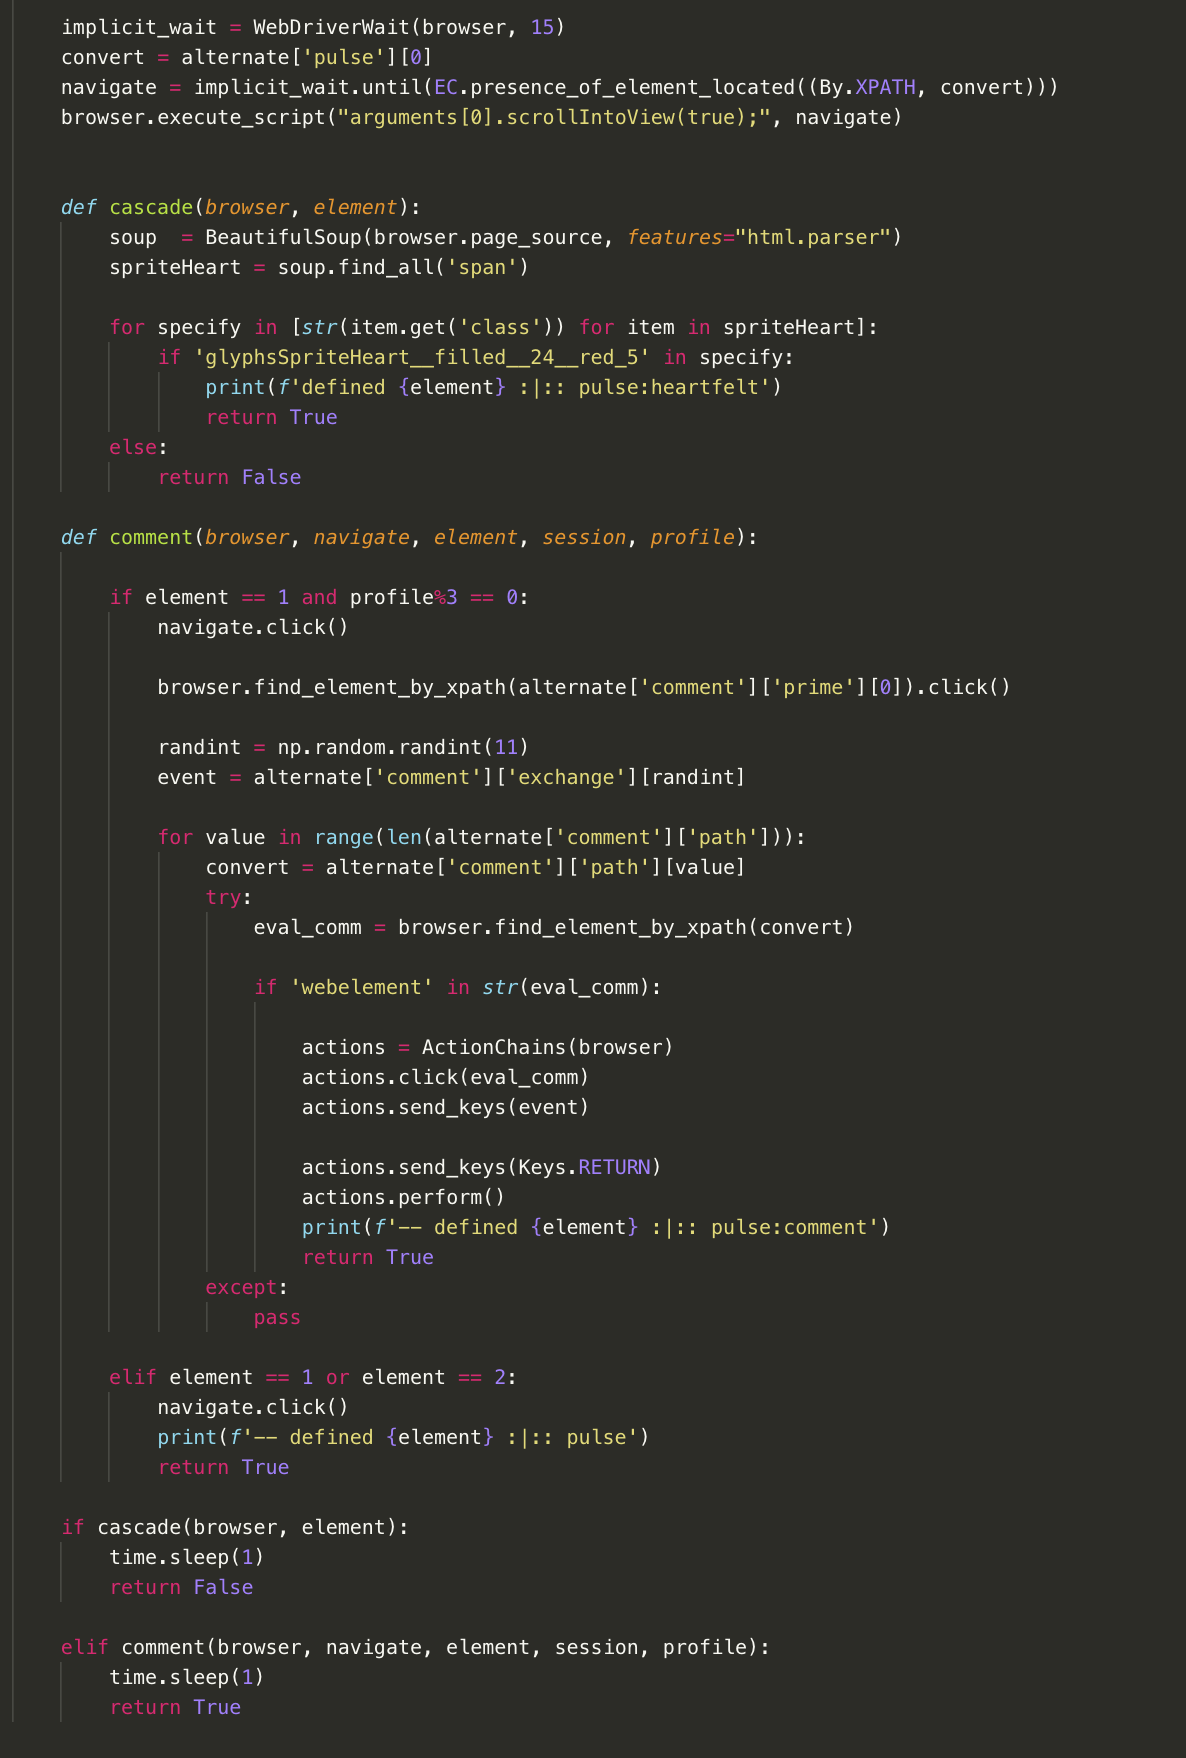 implicit_wait = WebDriverWait(browser, 15)
convert = alternate['pulse'][0]
navigate = implicit_wait.until(EC.presence_of_element_located((By.XPATH, convert)))
browser.execute_script("arguments[0].scrollIntoView(true);", navigate)
def cascade(browser, element):
soup  = BeautifulSoup(browser.page_source, features="html.parser")
spriteHeart = soup.find_all('span')
for specify in [str(item.get('class')) for item in spriteHeart]:
if 'glyphsSpriteHeart__filled__24__red_5' in specify:
print(f'defined {element} :|:: pulse:heartfelt')
return True
else:
return False
def comment(browser, navigate, element, session, profile):
if element == 1 and profile%3 == 0:
navigate.click()
browser.find_element_by_xpath(alternate['comment']['prime'][0]).click()
randint = np.random.randint(11)
event = alternate['comment']['exchange'][randint]
for value in range(len(alternate['comment']['path'])):
convert = alternate['comment']['path'][value]
try:
eval_comm = browser.find_element_by_xpath(convert)
if 'webelement' in str(eval_comm):
actions = ActionChains(browser)
actions.click(eval_comm)
actions.send_keys(event)
actions.send_keys(Keys.RETURN)
actions.perform()
print(f'-- defined {element} :|:: pulse:comment')
return True
except:
pass
elif element == 1 or element == 2:
navigate.click()
print(f'-- defined {element} :|:: pulse')
return True
if cascade(browser, element):
time.sleep(1)
return False
elif comment(browser, navigate, element, session, profile):
time.sleep(1)
return True